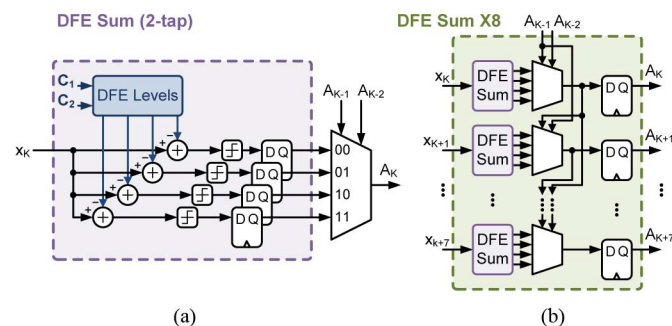 DFE Sum (2-tap)
C1
C2
DFE Levels
AK-1 AK-2
xK
+ − + − + − + −
+ + + +
D Q
D Q
D Q
D Q
00
01
10
11
AK
(a)
DFE Sum X8
AK-1 AK-2
xK
DFE
Sum
D Q
AK
xK+1
DFE
Sum
D Q
AK+1
xK+7
DFE
Sum
D Q
AK+7
(b)